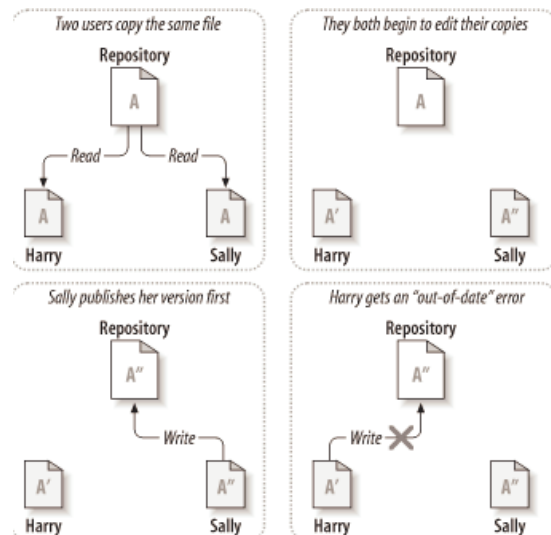 Two users copy the same file
Repository
A
Read
Read
A
A
Harry
Sally
They both begin to edit their copies
Repository
A
A'
A"
Harry
Sally
Sally publishes her version first
Repository
A"
Write
A'
A"
Harry
Sally
Harry gets an “out-of-date” error
Repository
A"
Write
A'
A"
Harry
Sally